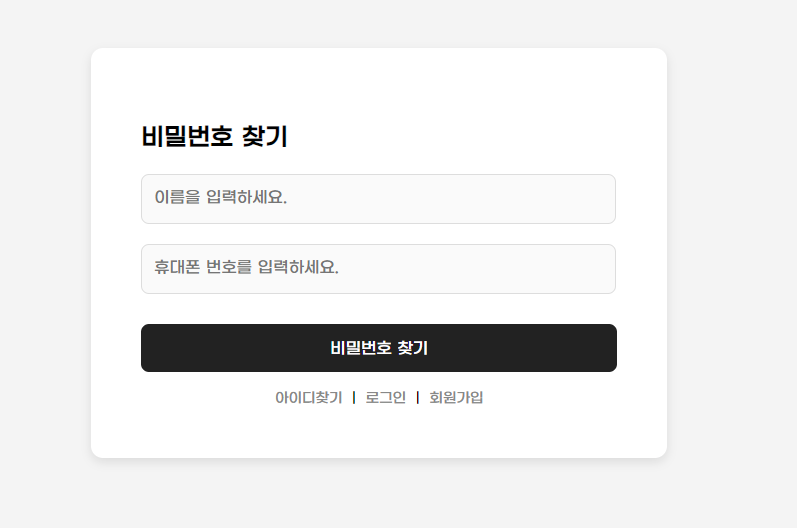 비밀번호 찾기
이름을 입력하세요.
휴대폰 번호를 입력하세요.
비밀번호 찾기
아이디찾기 | 로그인 | 회원가입